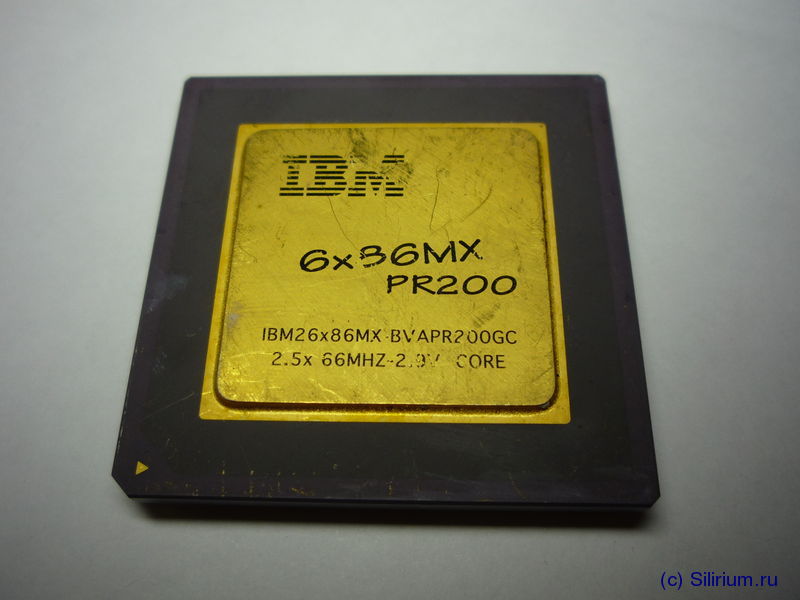 IBM
6x86MX
PR200
IBM26x86MX-BVAPR200GC
2.5x 66MHZ-2.9V CORE
(c) Silirium.ru